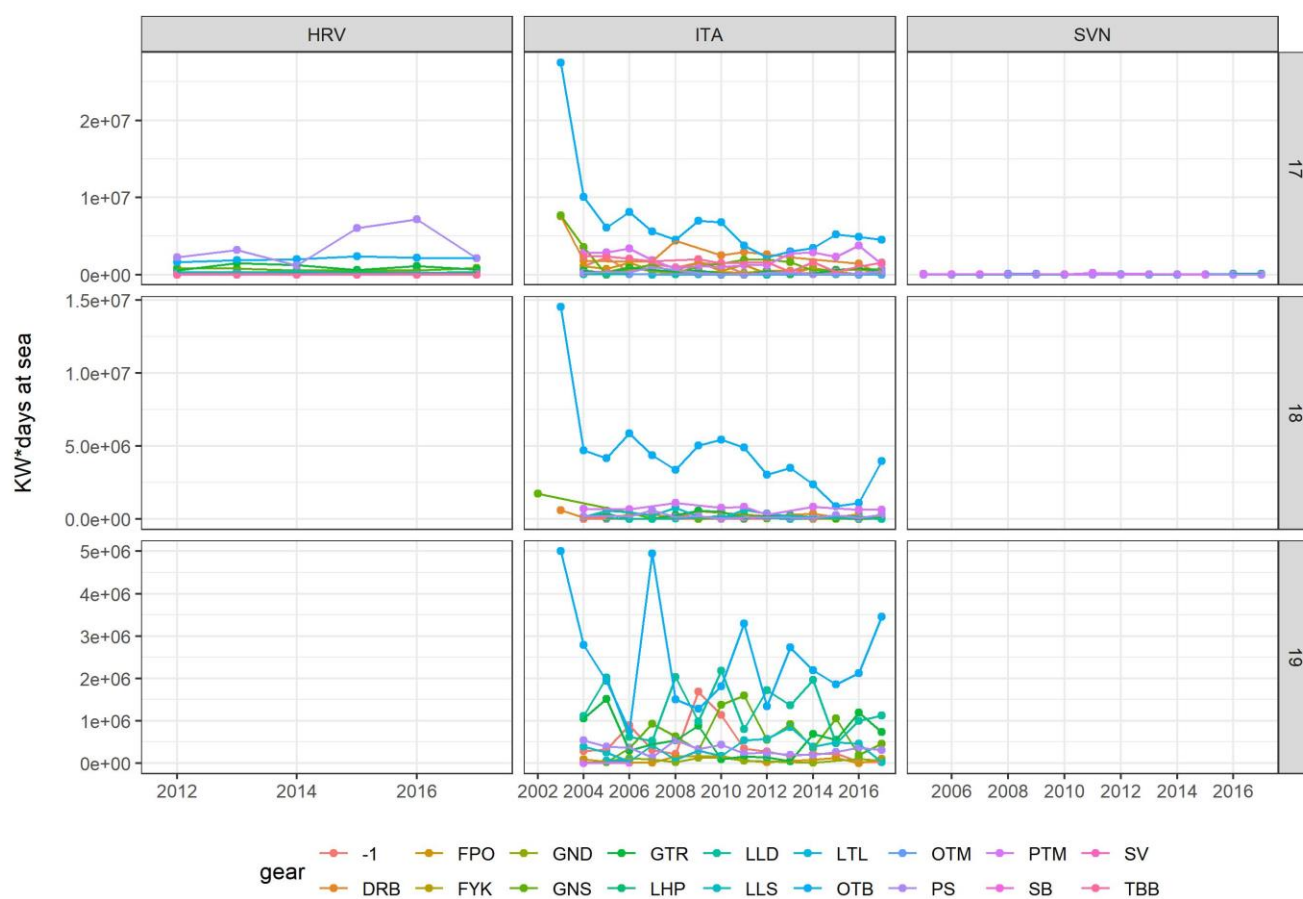 HRV ITA SVN
2e+07
1e+07
0e+00
17
1.5e+07
1.0e+07
5.0e+06
0.0e+00
18
KW*days at sea
5e+06
4e+06
3e+06
2e+06
1e+06
0e+00
19
2012 2014 2016 2002 2004 2006 2008 2010 2012 2014 2016 2006 2008 2010 2012 2014 2016
gear
-1 FPO GND GTR LLD LTL OTM PTM SV
DRB FYK GNS LHP LLS OTB PS SB TBB